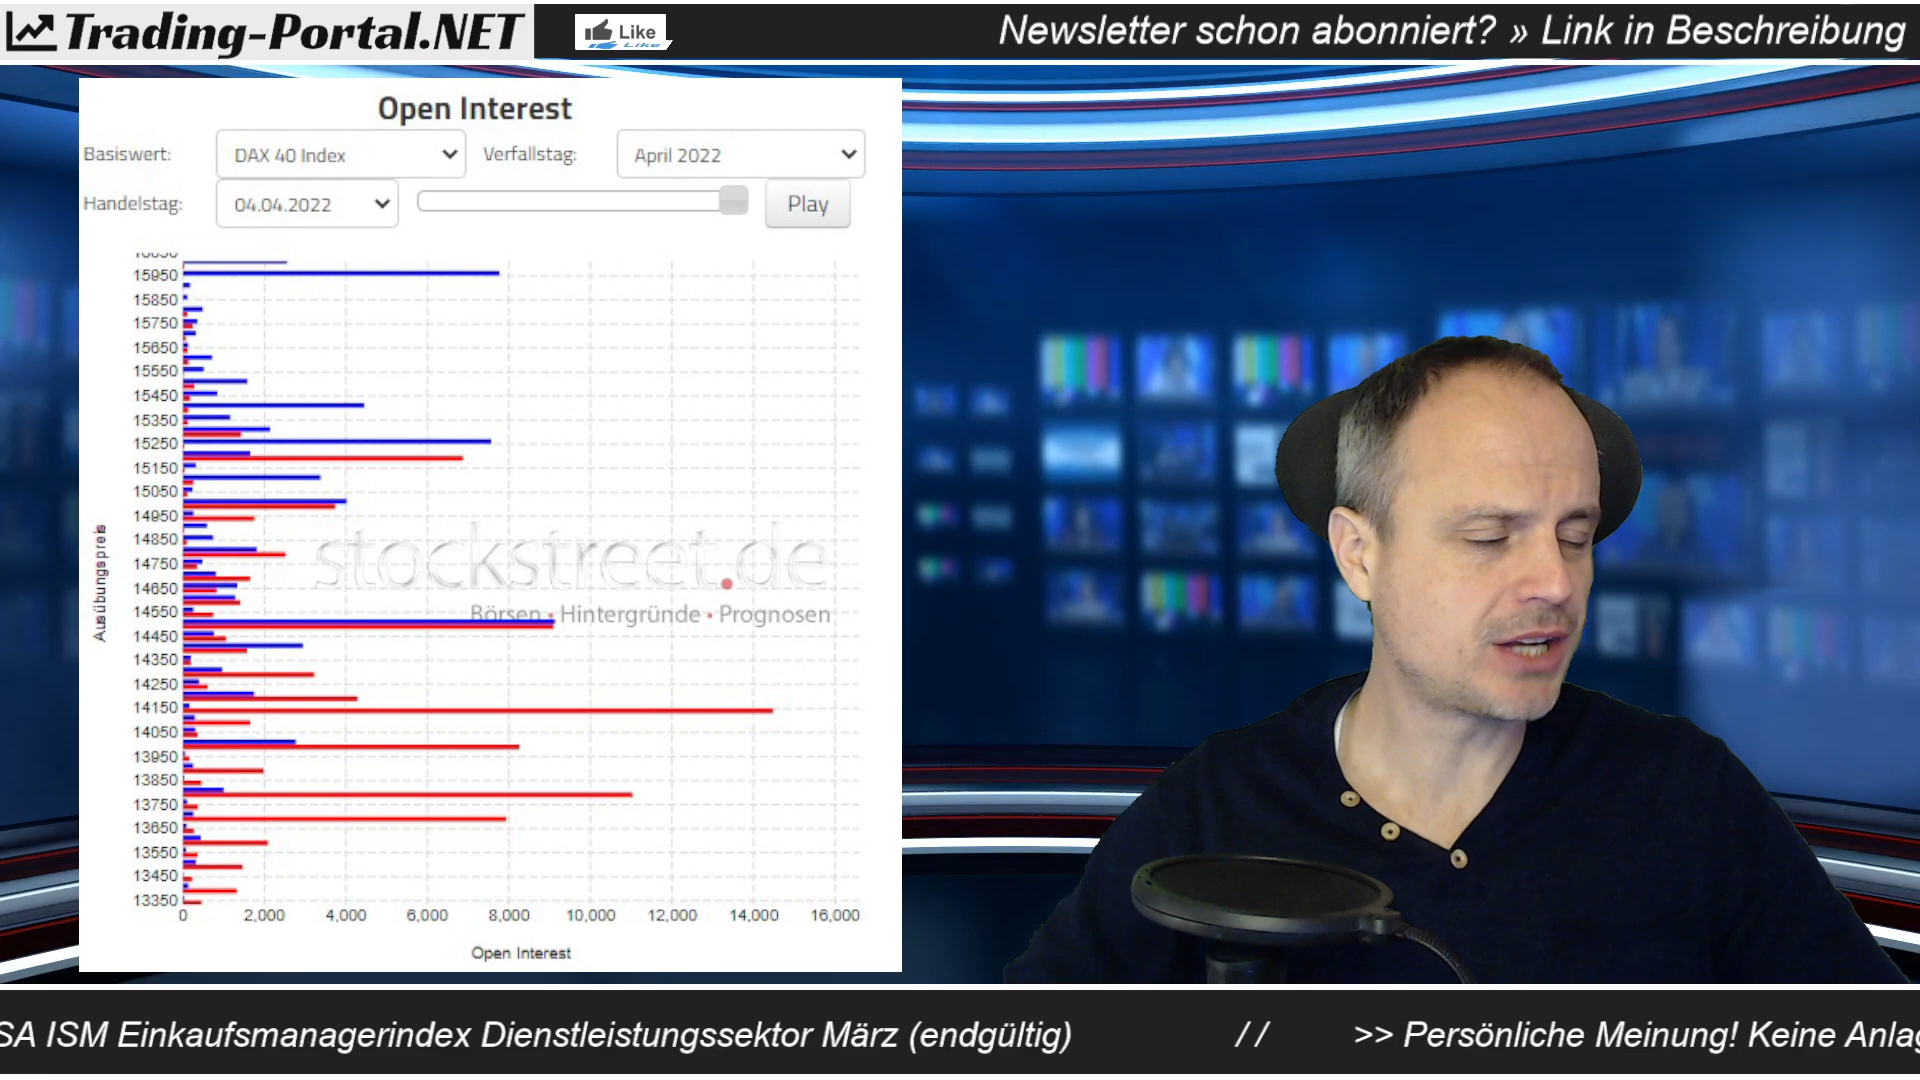 Trading-Portal.NET
Like
Like
Newsletter schon abonniert? » Link in Beschreibung
Open Interest
Basiswert:
DAX 40 Index
Verfallstag:
April 2022
Handelstag:
04.04.2022
Play
15950
15850
15750
15650
15550
15450
15350
15250
15150
15050
14950
14850
14750
14650
14550
14450
14350
14250
14150
14050
13950
13850
13750
13650
13550
13450
13350
Ausübungspreis
stockstreet.de
Börsen • Hintergründe • Prognosen
0 2,000 4,000 6,000 8,000 10,000 12,000 14,000 16,000
Open Interest
SA ISM Einkaufsmanagerindex Dienstleistungssektor März (endgültig) // >> Persönliche Meinung! Keine Anlag